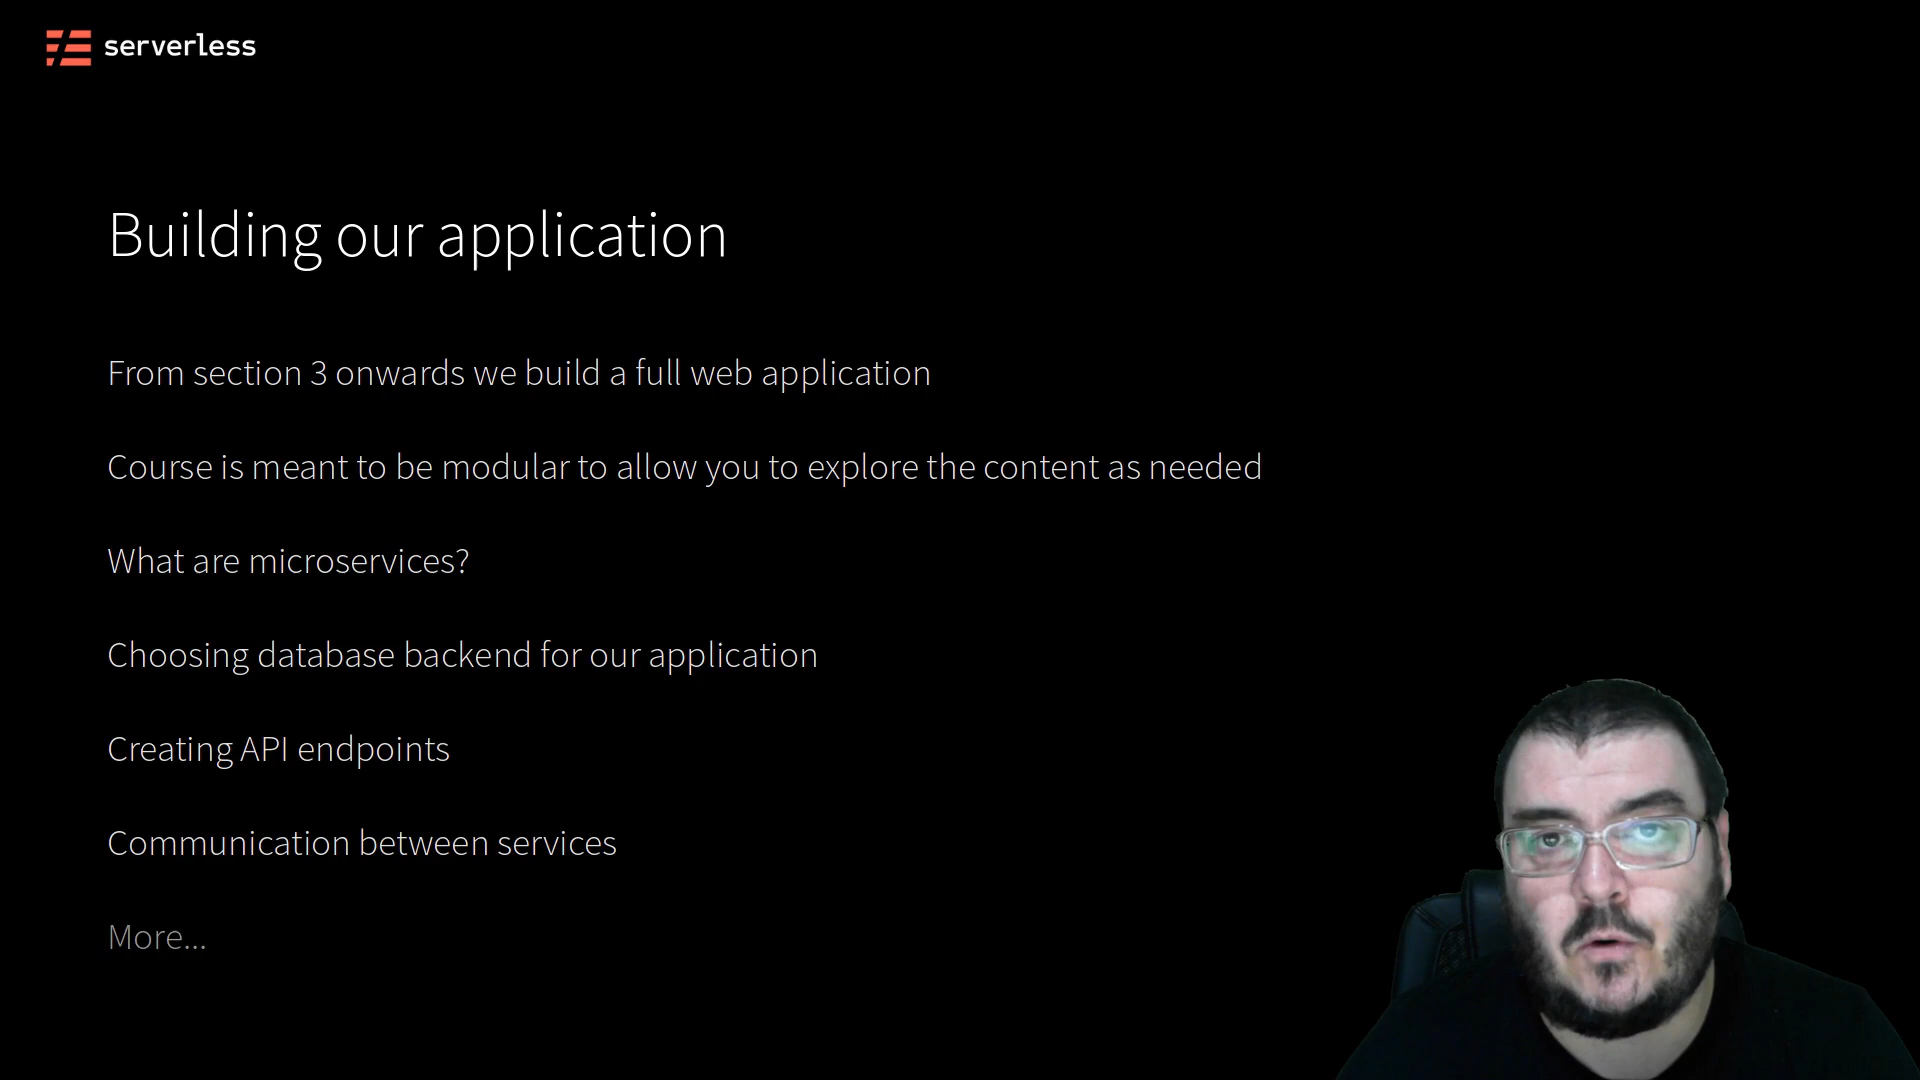 serverless
Building our application
From section 3 onwards we build a full web application
Course is meant to be modular to allow you to explore the content as needed
What are microservices?
Choosing database backend for our application
Creating API endpoints
Communication between services
More...